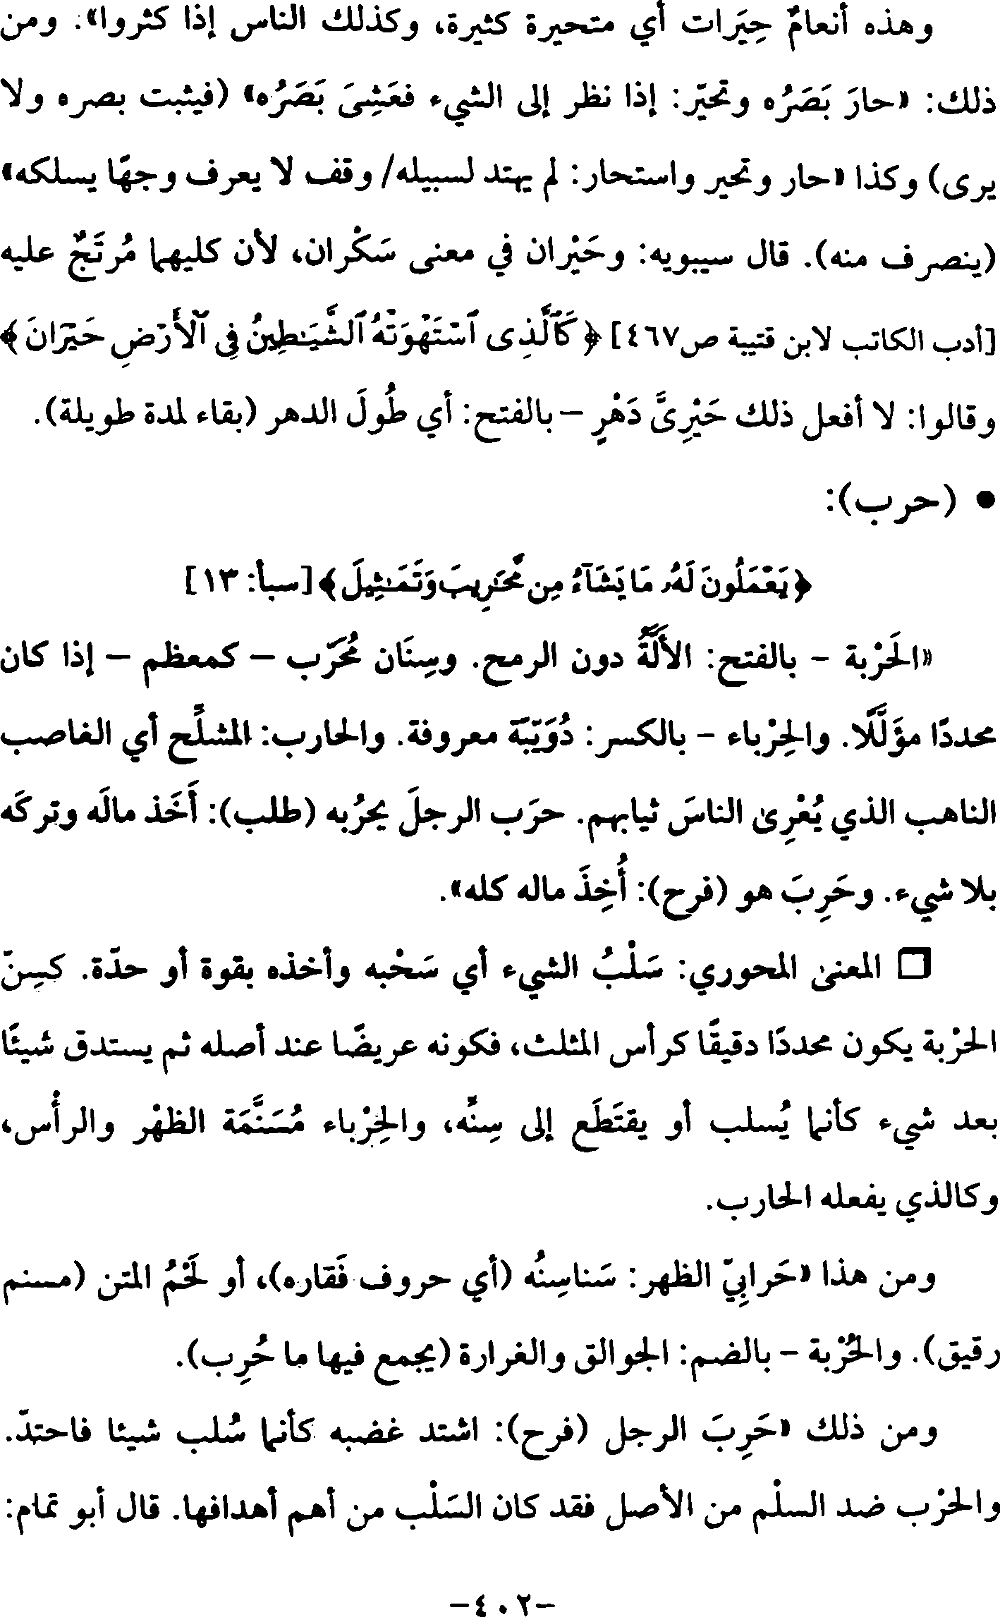 وهذه أنعامٌ حِيَرات أي متحيرة كثيرة، وكذلك الناس إذا كثروا». ومن
ذلك: «حارَ بَصَرُه وتحيّر: إذا نظر إلى الشيء فعَشِىَ بَصَرُه» (فيثبت بصره ولا
يرى) وكذا «حار وتحير واستحار: لم يهتد لسبيله/ وقف لا يعرف وجهًا يسلكه»
(ينصرف منه). قال سيبويه: وحَيْران في معنى سَكْران، لأن كليهما مُرتَجٌ عليه
[أدب الكاتب لابن قتيبة ص٤٦٧] ﴿كَٱلَّذِى ٱسْتَهْوَتْهُ ٱلشَّيَـٰطِينُ فِى ٱلْأَرْضِ حَيْرَانَ﴾
وقالوا: لا أفعل ذلك حَيْرِىَّ دَهْرٍ – بالفتح: أي طُولَ الدهر (بقاء لمدة طويلة).
• (حرب):
﴿يَعْمَلُونَ لَهُۥ مَا يَشَآءُ مِن مَّحَـٰرِيبَ وَتَمَـٰثِيلَ﴾ [سبأ: ١٣]
«الحَرْبة – بالفتح: الأَلَّةُ دون الرمح. وسِنَان مُحَرَّب – كمعظم – إذا كان
محددًا مؤَلَّلًا. والحِرْباء – بالكسر: دُوَيْبَّة معروفة. والحارب: المشلِّح أي الغاصب
الناهب الذي يُعْرِى الناسَ ثيابهم. حرَب الرجلَ يحرُبه (طلب): أَخَذ مالَه وتركَه
بلا شيء. وحَرِبَ هو (فرح): أُخِذَ ماله كله».
□ المعنى المحوري: سَلْبُ الشيء أي سَحْبه وأخذه بقوة أو حدّة. كسِنّ
الحرْبة يكون محددًا دقيقًا كرأس المثلث، فكونه عريضًا عند أصله ثم يستدق شيئًا
بعد شيء كأنما يُسلب أو يقتَطَع إلى سِنِّه، والحِرْباء مُسَنَّمَة الظهْر والرأْس،
وكالذي يفعله الحارب.
ومن هذا «حَرابِيّ الظهر: سَناسِنُه (أي حروف فَقاره)، أو لَحْمُ المتن (مسنم
رقيق). والحُرْبة – بالضم: الجوالق والغرارة (يجمع فيها ما حُرِب).
ومن ذلك «حَرِبَ الرجل (فرح): اشتد غضبه كأنما سُلب شيئا فاحتدّ.
والحرْب ضد السلْم من الأصل فقد كان السَلْب من أهم أهدافها. قال أبو تمام:
–٤٠٢–